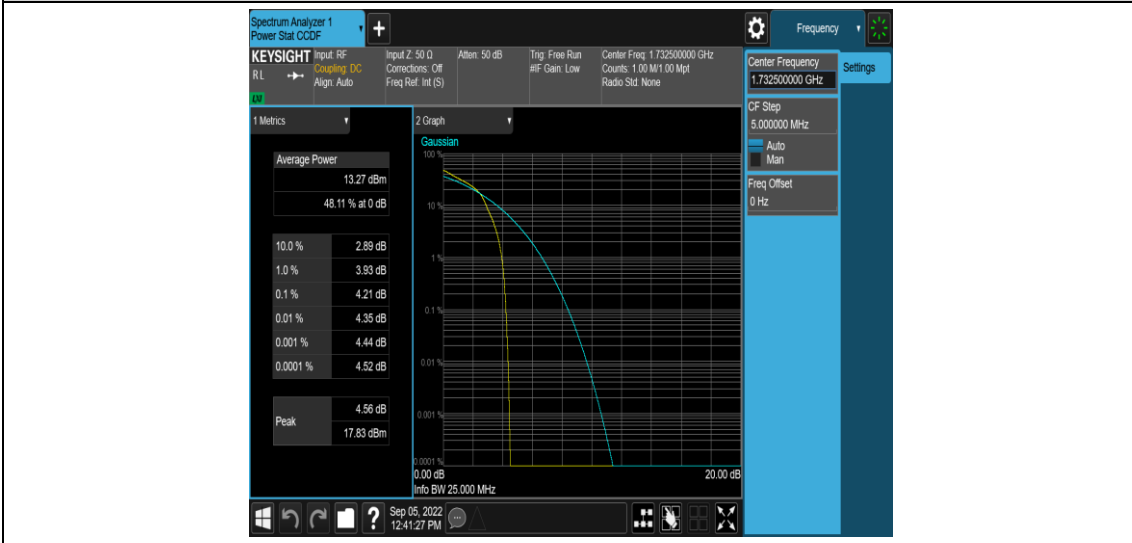 Spectrum Analyzer 1
Power Stat CCDF
+
Frequency
KEYSIGHT
RL
LXI
Input: RF
Coupling: DC
Align: Auto
Input Z: 50 Ω
Corrections: Off
Freq Ref: Int (S)
Atten: 50 dB
Trig: Free Run
#IF Gain: Low
Center Freq: 1.732500000 GHz
Counts: 1.00 M/1.00 Mpt
Radio Std: None
Center Frequency
1.732500000 GHz
Settings
CF Step
5.000000 MHz
Auto
Man
Freq Offset
0 Hz
1 Metrics
Average Power
13.27 dBm
48.11 % at 0 dB
10.0 % 2.89 dB
1.0 % 3.93 dB
0.1 % 4.21 dB
0.01 % 4.35 dB
0.001 % 4.44 dB
0.0001 % 4.52 dB
Peak
4.56 dB
17.83 dBm
2 Graph
Gaussian
100 %
10 %
1 %
0.1 %
0.01 %
0.001 %
0.0001 %
0.00 dB 20.00 dB
Info BW 25.000 MHz
?
Sep 05, 2022
12:41:27 PM